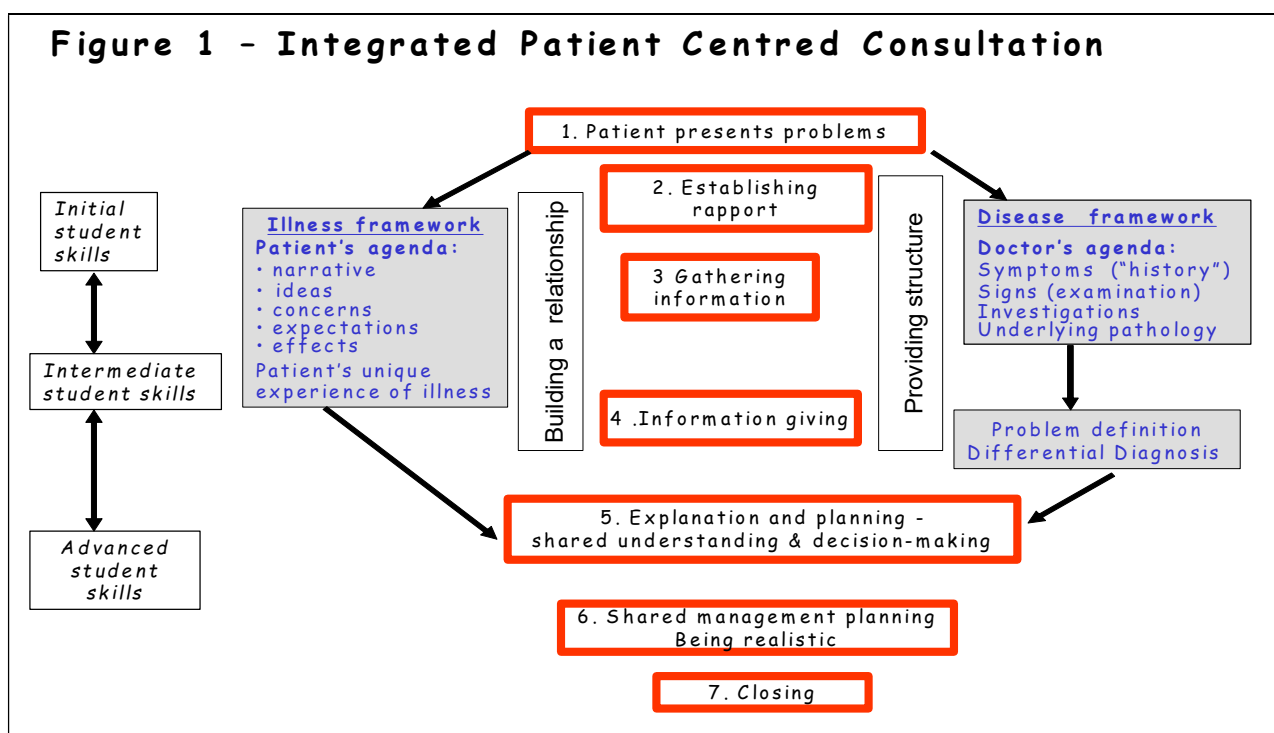 Figure 1 – Integrated Patient Centred Consultation
1. Patient presents problems
2. Establishing
rapport
3 Gathering
information
4 .Information giving
5. Explanation and planning -
shared understanding & decision-making
6. Shared management planning
Being realistic
7. Closing
Initial
student
skills
Intermediate
student skills
Advanced
student
skills
Illness framework
Patient's agenda:
· narrative
· ideas
· concerns
· expectations
· effects
Patient's unique
experience of illness
Building a relationship
Providing structure
Disease framework
Doctor's agenda:
Symptoms ("history")
Signs (examination)
Investigations
Underlying pathology
Problem definition
Differential Diagnosis